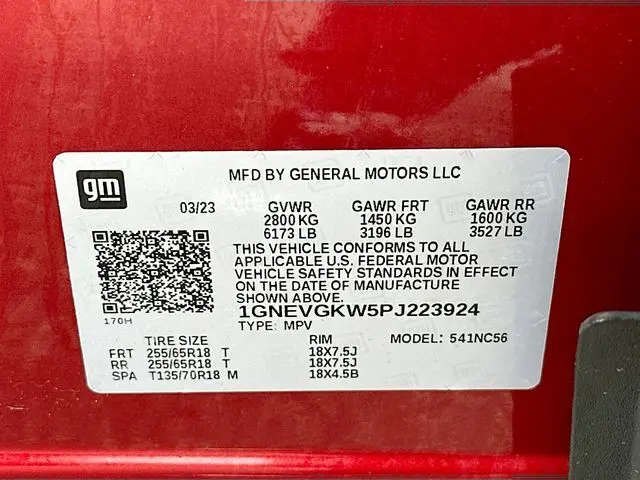 gm
MFD BY GENERAL MOTORS LLC
03/23 GVWR GAWR FRT GAWR RR
2800 KG 1450 KG 1600 KG
6173 LB 3196 LB 3527 LB
THIS VEHICLE CONFORMS TO ALL
APPLICABLE U.S. FEDERAL MOTOR
VEHICLE SAFETY STANDARDS IN EFFECT
ON THE DATE OF MANUFACTURE
SHOWN ABOVE.
170H
1GNEVGKW5PJ223924
TYPE: MPV
TIRE SIZE RIM MODEL: 541NC56
FRT 255/65R18 T 18X7.5J
RR 255/65R18 T 18X7.5J
SPA T135/70R18 M 18X4.5B